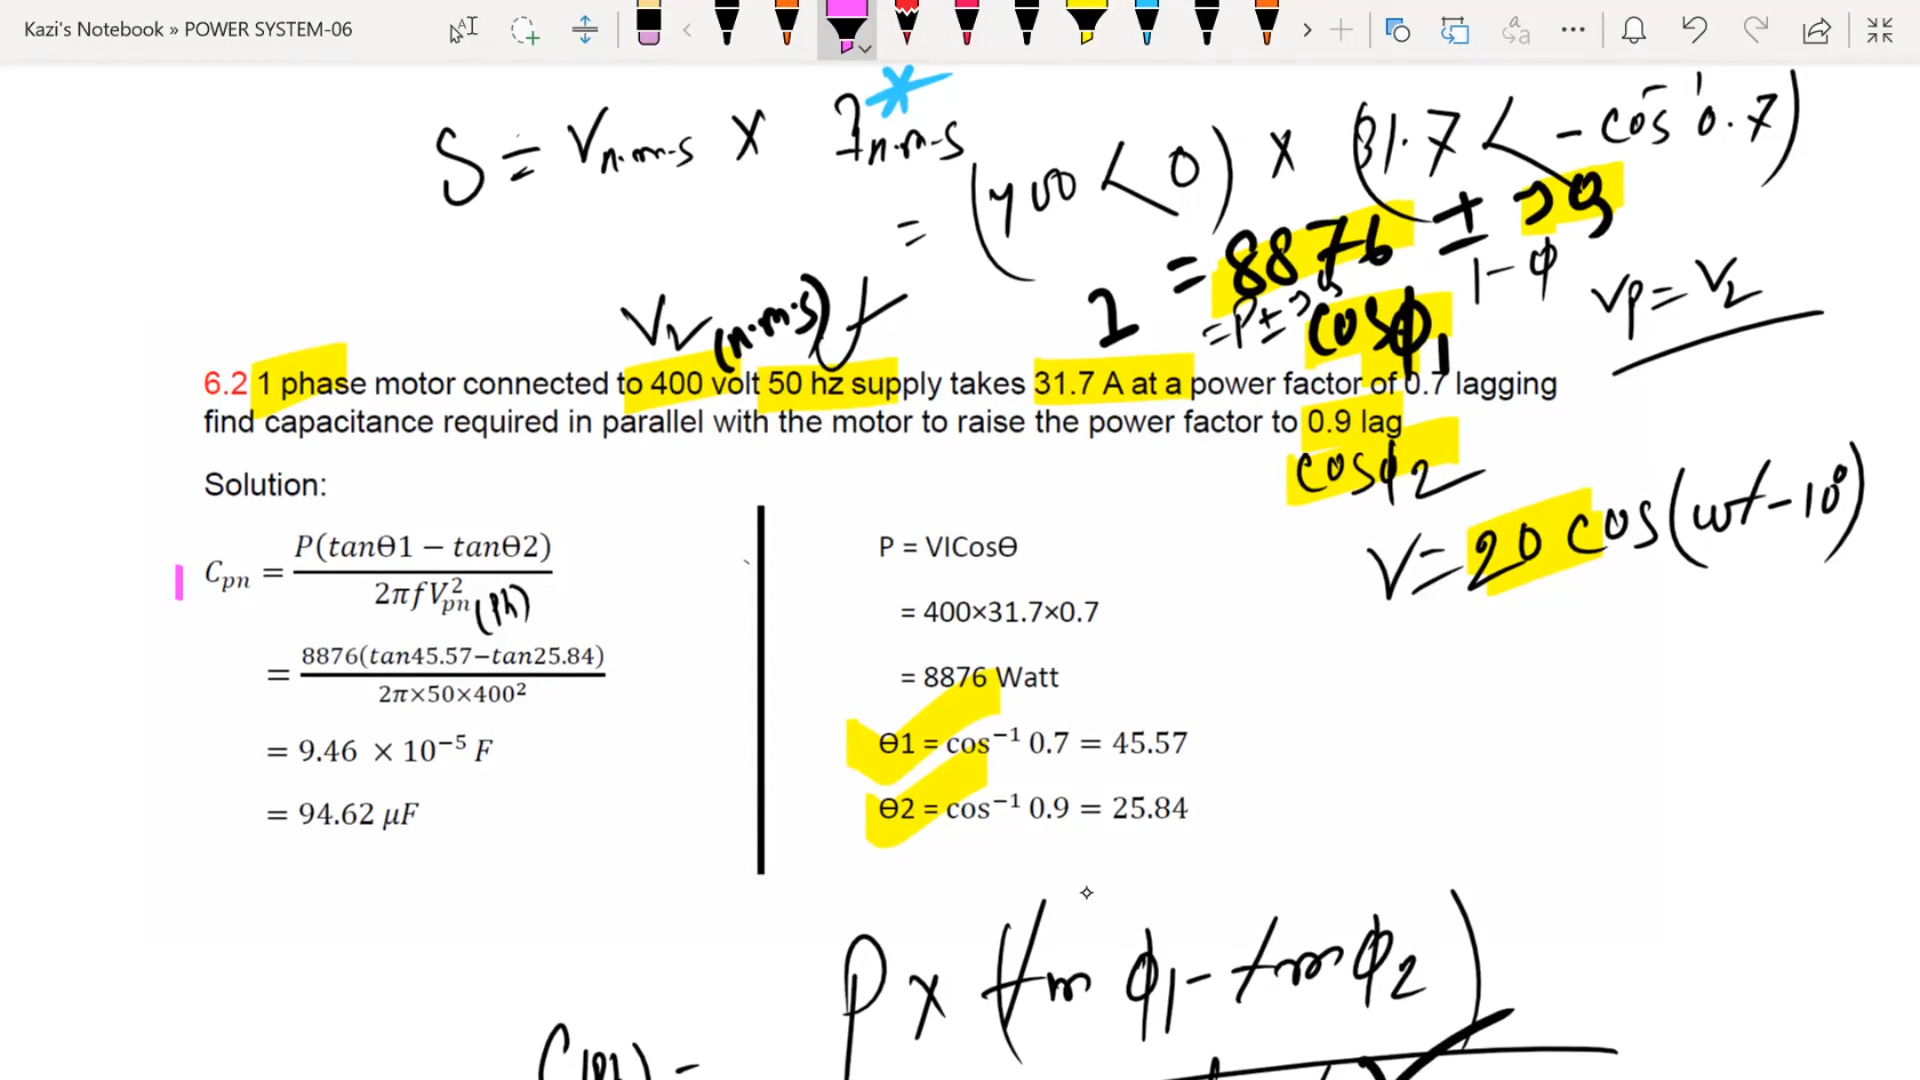 Kazi's Notebook » POWER SYSTEM-06
S = Vr.m.s × Ir.m.s*
= (400 < 0) × (31.7 < - cos⁻¹ 0.7)
= 8876 ±
1-φ
= P ±
VL (r.m.s) f
I
cosφ1
Vp = VL
6.2 1 phase motor connected to 400 volt 50 hz supply takes 31.7 A at a power factor of 0.7 lagging
find capacitance required in parallel with the motor to raise the power factor to 0.9 lag
cosφ2
Solution:
V = 20 cos(wt - 10°)
Cpn = P(tanθ1 − tanθ2) / 2πfV²pn (Ph)
= 8876(tan45.57−tan25.84) / 2π×50×400²
= 9.46 × 10⁻⁵ F
= 94.62 μF
P = VICosθ
= 400×31.7×0.7
= 8876 Watt
θ1 = cos⁻¹ 0.7 = 45.57
θ2 = cos⁻¹ 0.9 = 25.84
P × (tan φ1 - tan φ2)
C(Ph) =